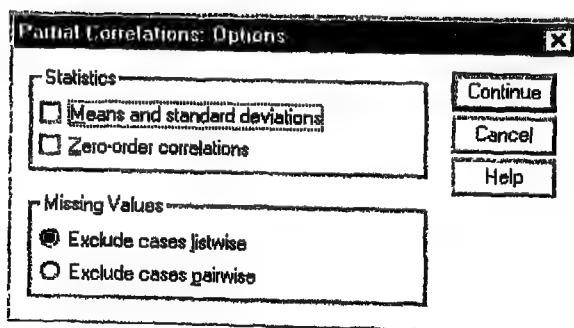 Partial Correlations: Options
Statistics
Means and standard deviations
Zero-order correlations
Continue
Cancel
Help
Missing Values
Exclude cases listwise
Exclude cases pairwise